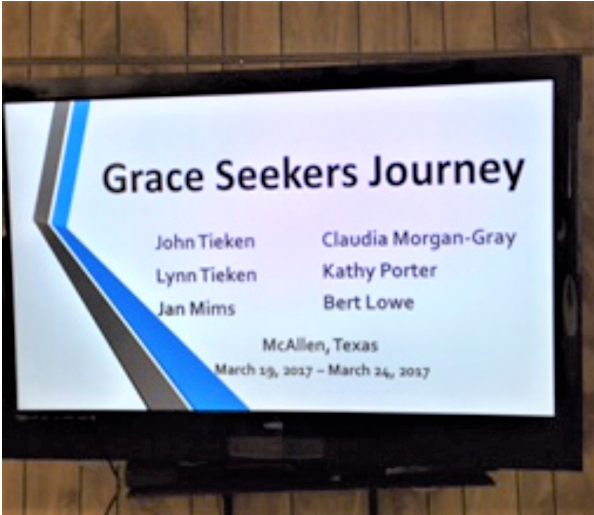 Grace Seekers Journey
John Tieken Claudia Morgan-Gray
Lynn Tieken Kathy Porter
Jan Mims Bert Lowe
McAllen, Texas
March 19, 2017 – March 24, 2017